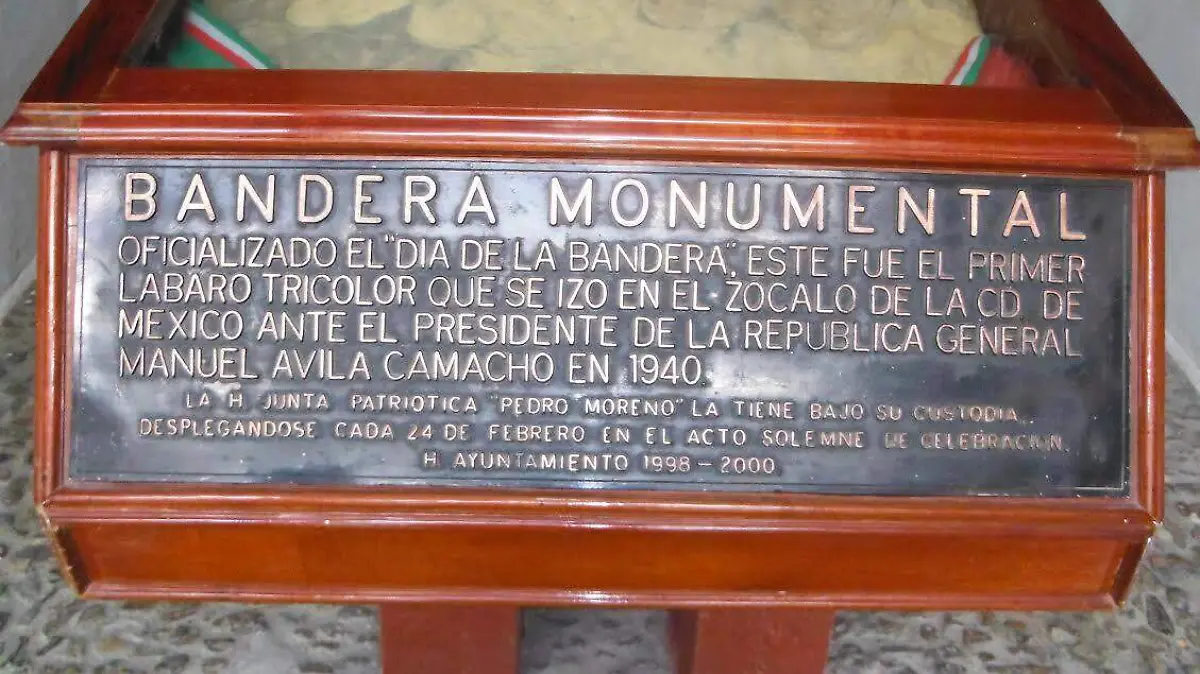 BANDERA MONUMENTAL
OFICIALIZADO EL "DIA DE LA BANDERA", ESTE FUE EL PRIMER
LABARO TRICOLOR QUE SE IZO EN EL ZOCALO DE LA CD. DE
MEXICO ANTE EL PRESIDENTE DE LA REPUBLICA GENERAL
MANUEL AVILA CAMACHO EN 1940.
LA H. JUNTA PATRIOTICA "PEDRO MORENO" LA TIENE BAJO SU CUSTODIA,
DESPLEGANDOSE CADA 24 DE FEBRERO EN EL ACTO SOLEMNE DE CELEBRACION.
H. AYUNTAMIENTO 1998 - 2000